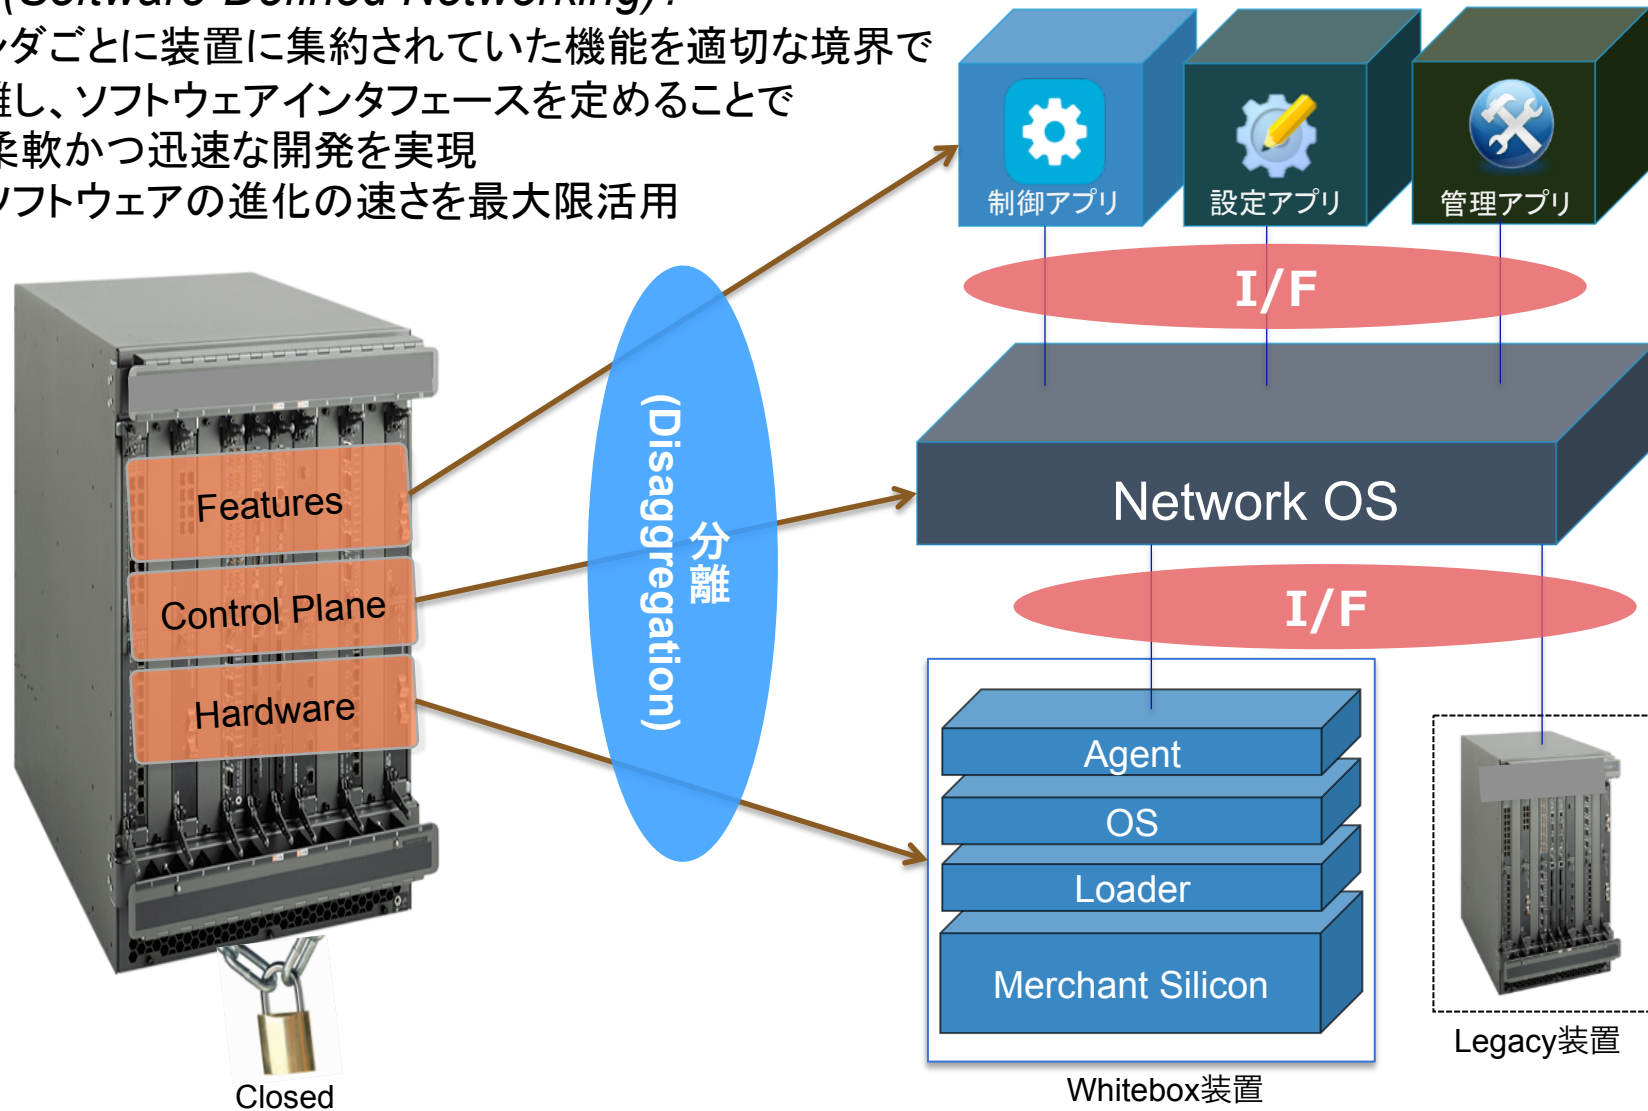 (Software Defined Networking)?
ンダごとに装置に集約されていた機能を適切な境界で
離し、ソフトウェアインタフェースを定めることで
柔軟かつ迅速な開発を実現
ソフトウェアの進化の速さを最大限活用
制御アプリ
設定アプリ
管理アプリ
I/F
Features
Control Plane
Hardware
分離
(Disaggregation)
Network OS
I/F
Agent
OS
Loader
Merchant Silicon
Closed
Whitebox装置
Legacy装置